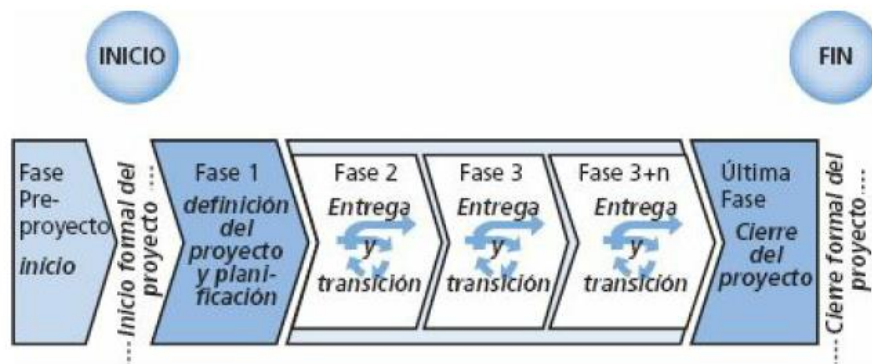 INICIO
FIN
Fase
Pre-
proyecto
inicio
Inicio formal del
proyecto
Fase 1
definición
del
proyecto
y plani-
ficación
Fase 2
Entrega
y
transición
Fase 3
Entrega
y
transición
Fase 3+n
Entrega
y
transición
Última
Fase
Cierre
del
proyecto
Cierre formal del
proyecto